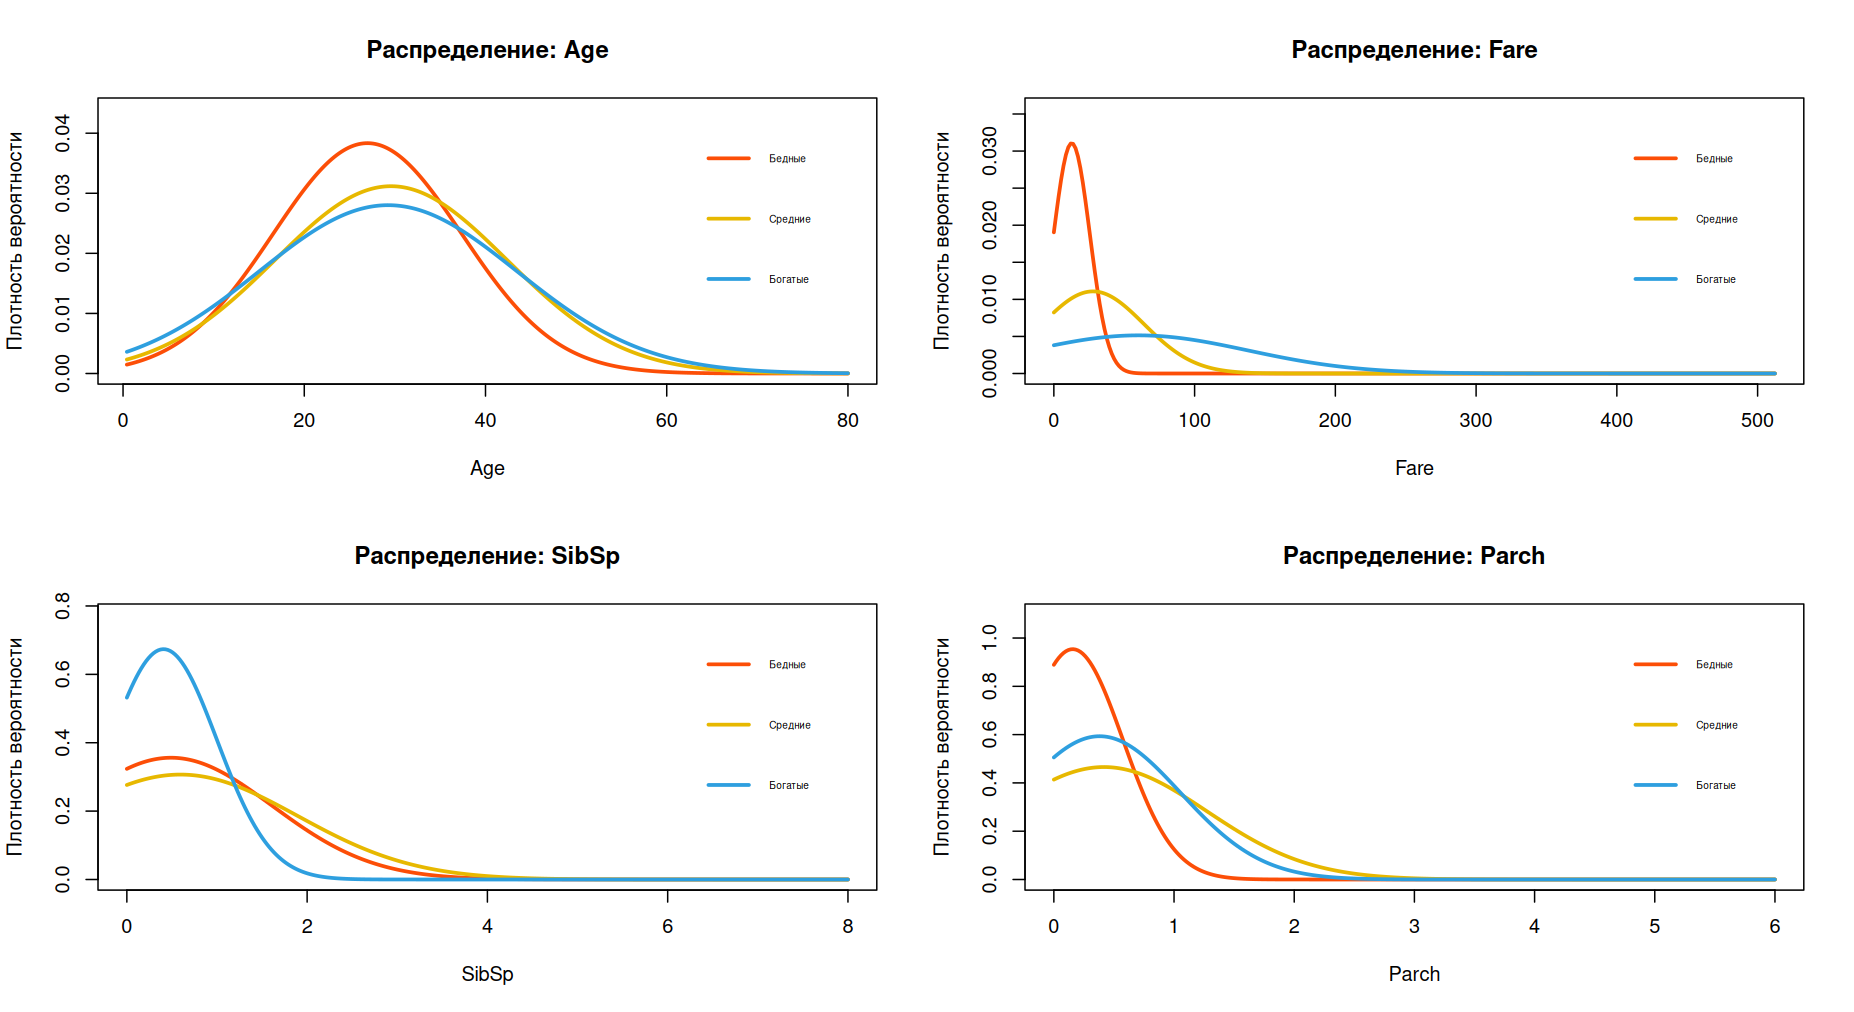 Распределение: Age
Плотность вероятности
0.00 0.01 0.02 0.03 0.04
Бедные
Средние
Богатые
0 20 40 60 80
Age
Распределение: Fare
Плотность вероятности
0.000 0.010 0.020 0.030
Бедные
Средние
Богатые
0 100 200 300 400 500
Fare
Распределение: SibSp
Плотность вероятности
0.0 0.2 0.4 0.6 0.8
Бедные
Средние
Богатые
0 2 4 6 8
SibSp
Распределение: Parch
Плотность вероятности
0.0 0.2 0.4 0.6 0.8 1.0
Бедные
Средние
Богатые
0 1 2 3 4 5 6
Parch